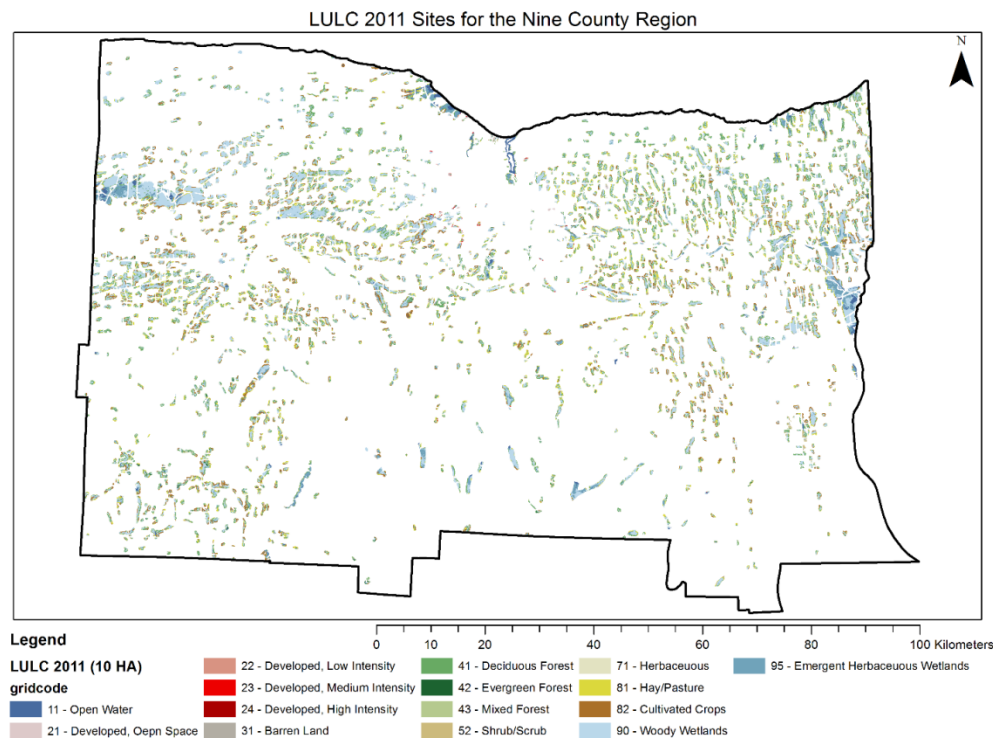 LULC 2011 Sites for the Nine County Region
N
Legend
0 10 20 40 60 80 100 Kilometers
LULC 2011 (10 HA)
gridcode
11 - Open Water
21 - Developed, Oepn Space
22 - Developed, Low Intensity
23 - Developed, Medium Intensity
24 - Developed, High Intensity
31 - Barren Land
41 - Deciduous Forest
42 - Evergreen Forest
43 - Mixed Forest
52 - Shrub/Scrub
71 - Herbaceuous
81 - Hay/Pasture
82 - Cultivated Crops
90 - Woody Wetlands
95 - Emergent Herbaceuous Wetlands